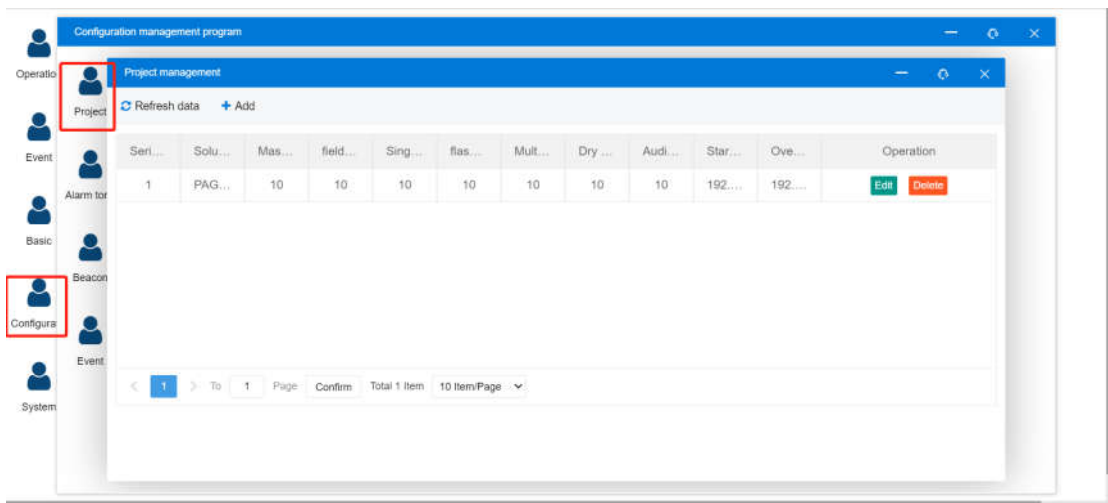 Configuration management program
Operatio
Project management
Project
Refresh data
Add
Event
Seri...
Solu...
Mas...
field...
Sing...
flas...
Mult...
Dry ...
Audi...
Star...
Ove...
Operation
1
PAG...
10
10
10
10
10
10
10
192....
192....
Edit
Delete
Alarm tor
Basic
Beacon
Configura
Event
1
To
1
Page
Confirm
Total 1 Item
10 Item/Page
System